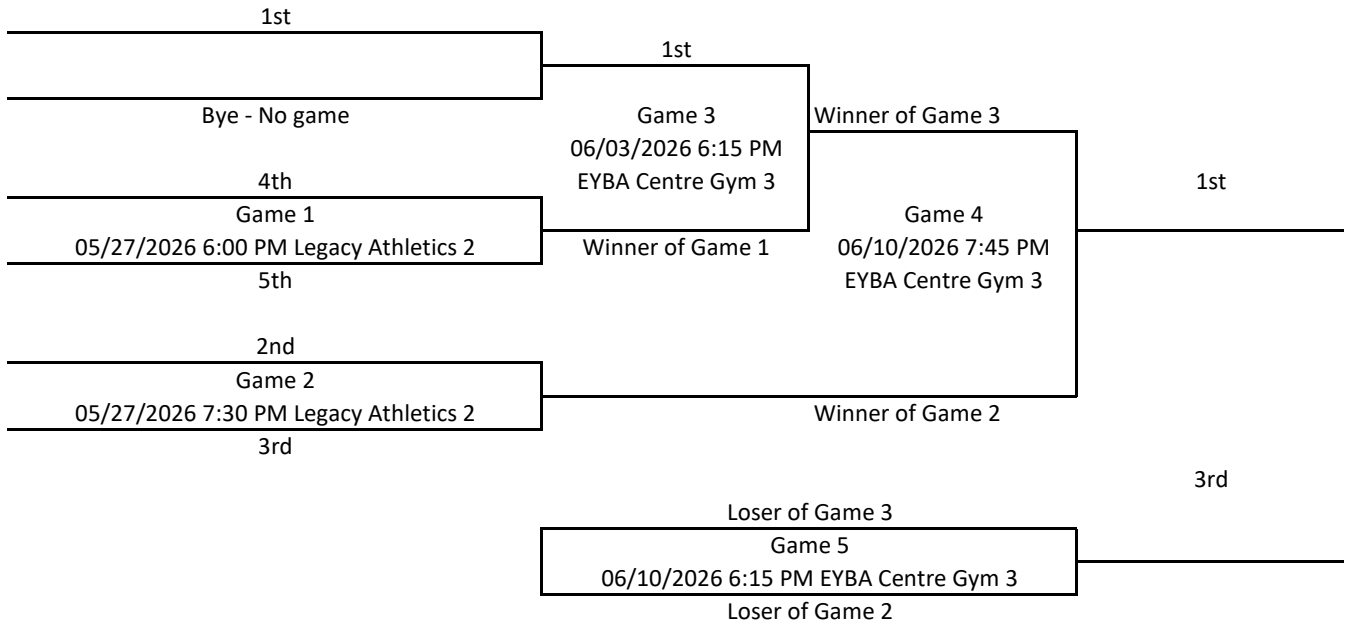 1st
1st
Bye - No game
Game 3
Winner of Game 3
06/03/2026 6:15 PM
4th
EYBA Centre Gym 3
1st
Game 1
Game 4
05/27/2026 6:00 PM Legacy Athletics 2
Winner of Game 1
06/10/2026 7:45 PM
5th
EYBA Centre Gym 3
2nd
Game 2
05/27/2026 7:30 PM Legacy Athletics 2
Winner of Game 2
3rd
3rd
Loser of Game 3
Game 5
06/10/2026 6:15 PM EYBA Centre Gym 3
Loser of Game 2